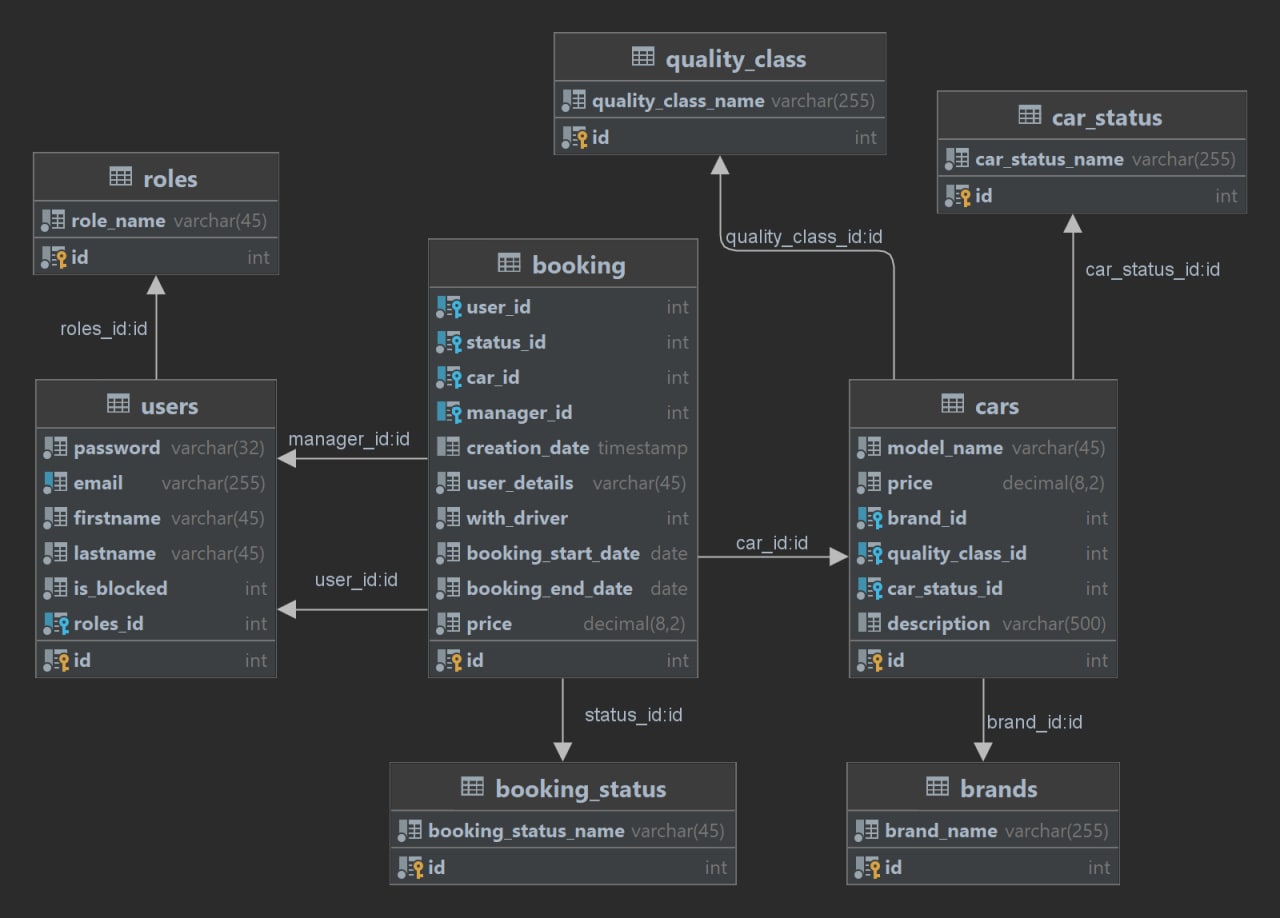 quality_class
quality_class_name varchar(255)
id int
car_status
car_status_name varchar(255)
id int
roles
role_name varchar(45)
id int
quality_class_id:id
car_status_id:id
roles_id:id
booking
user_id int
status_id int
car_id int
manager_id int
creation_date timestamp
user_details varchar(45)
with_driver int
booking_start_date date
booking_end_date date
price decimal(8,2)
id int
users
password varchar(32)
email varchar(255)
firstname varchar(45)
lastname varchar(45)
is_blocked int
roles_id int
id int
manager_id:id
user_id:id
car_id:id
cars
model_name varchar(45)
price decimal(8,2)
brand_id int
quality_class_id int
car_status_id int
description varchar(500)
id int
status_id:id
brand_id:id
booking_status
booking_status_name varchar(45)
id int
brands
brand_name varchar(255)
id int